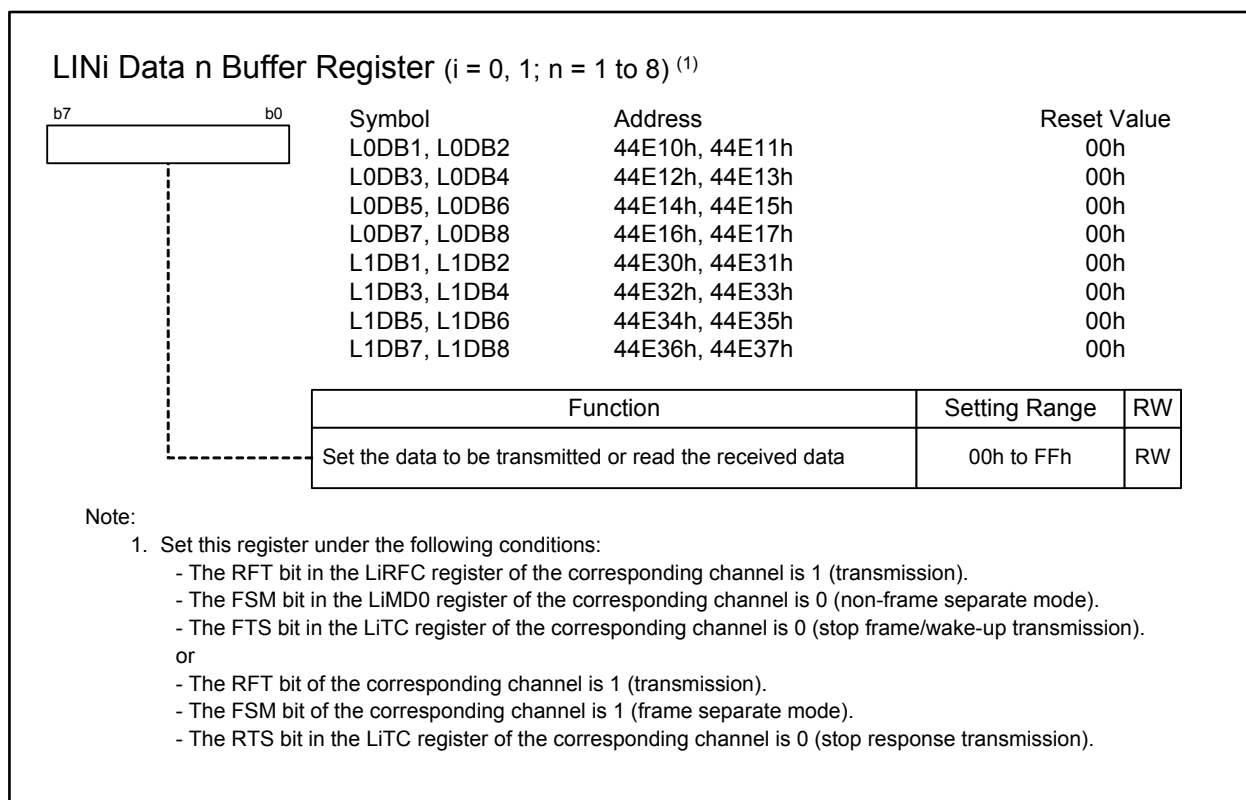 LINi Data n Buffer Register (i = 0, 1; n = 1 to 8) (1)
b7 b0
Symbol Address Reset Value
L0DB1, L0DB2 44E10h, 44E11h 00h
L0DB3, L0DB4 44E12h, 44E13h 00h
L0DB5, L0DB6 44E14h, 44E15h 00h
L0DB7, L0DB8 44E16h, 44E17h 00h
L1DB1, L1DB2 44E30h, 44E31h 00h
L1DB3, L1DB4 44E32h, 44E33h 00h
L1DB5, L1DB6 44E34h, 44E35h 00h
L1DB7, L1DB8 44E36h, 44E37h 00h
Function Setting Range RW
Set the data to be transmitted or read the received data 00h to FFh RW
Note:
1. Set this register under the following conditions:
- The RFT bit in the LiRFC register of the corresponding channel is 1 (transmission).
- The FSM bit in the LiMD0 register of the corresponding channel is 0 (non-frame separate mode).
- The FTS bit in the LiTC register of the corresponding channel is 0 (stop frame/wake-up transmission).
or
- The RFT bit of the corresponding channel is 1 (transmission).
- The FSM bit of the corresponding channel is 1 (frame separate mode).
- The RTS bit in the LiTC register of the corresponding channel is 0 (stop response transmission).